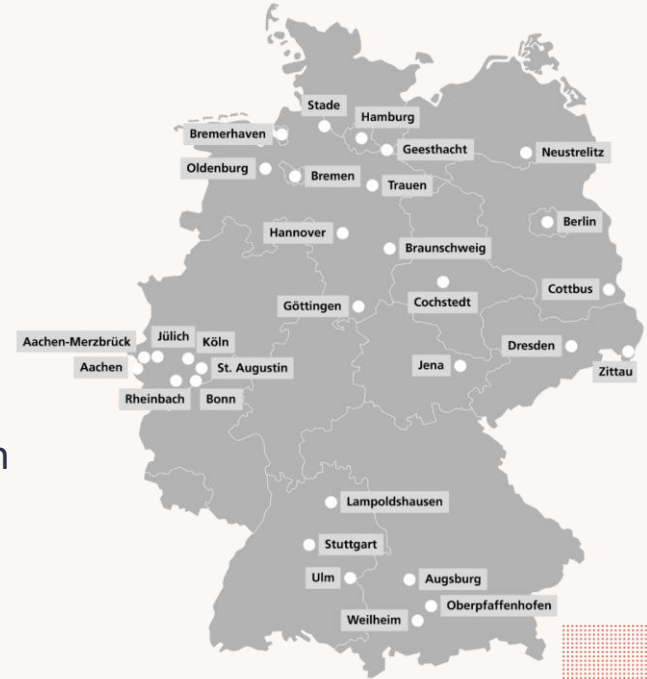 Stade
Hamburg
Bremerhaven
Geesthacht
Neustrelitz
Oldenburg
Bremen
Trauen
Berlin
Hannover
Braunschweig
Cottbus
Göttingen
Cochstedt
Aachen-Merzbrück
Jülich
Köln
Dresden
Aachen
St. Augustin
Jena
Zittau
Rheinbach
Bonn
n
Lampoldshausen
Stuttgart
Ulm
Augsburg
Oberpfaffenhofen
Weilheim